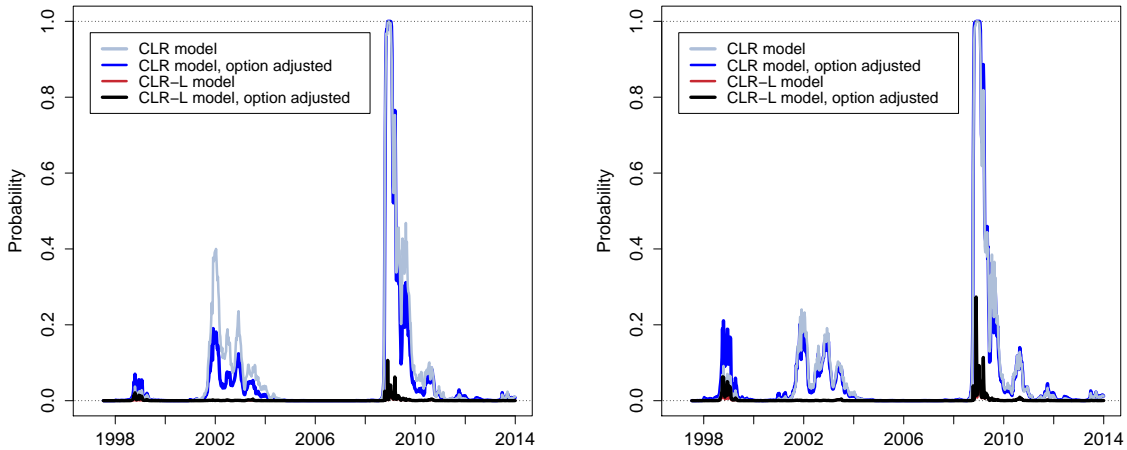 Probability
1.0
0.8
0.6
0.4
0.2
0.0
CLR model
CLR model, option adjusted
CLR−L model
CLR−L model, option adjusted
1998 2002 2006 2010 2014
Probability
1.0
0.8
0.6
0.4
0.2
0.0
CLR model
CLR model, option adjusted
CLR−L model
CLR−L model, option adjusted
1998 2002 2006 2010 2014